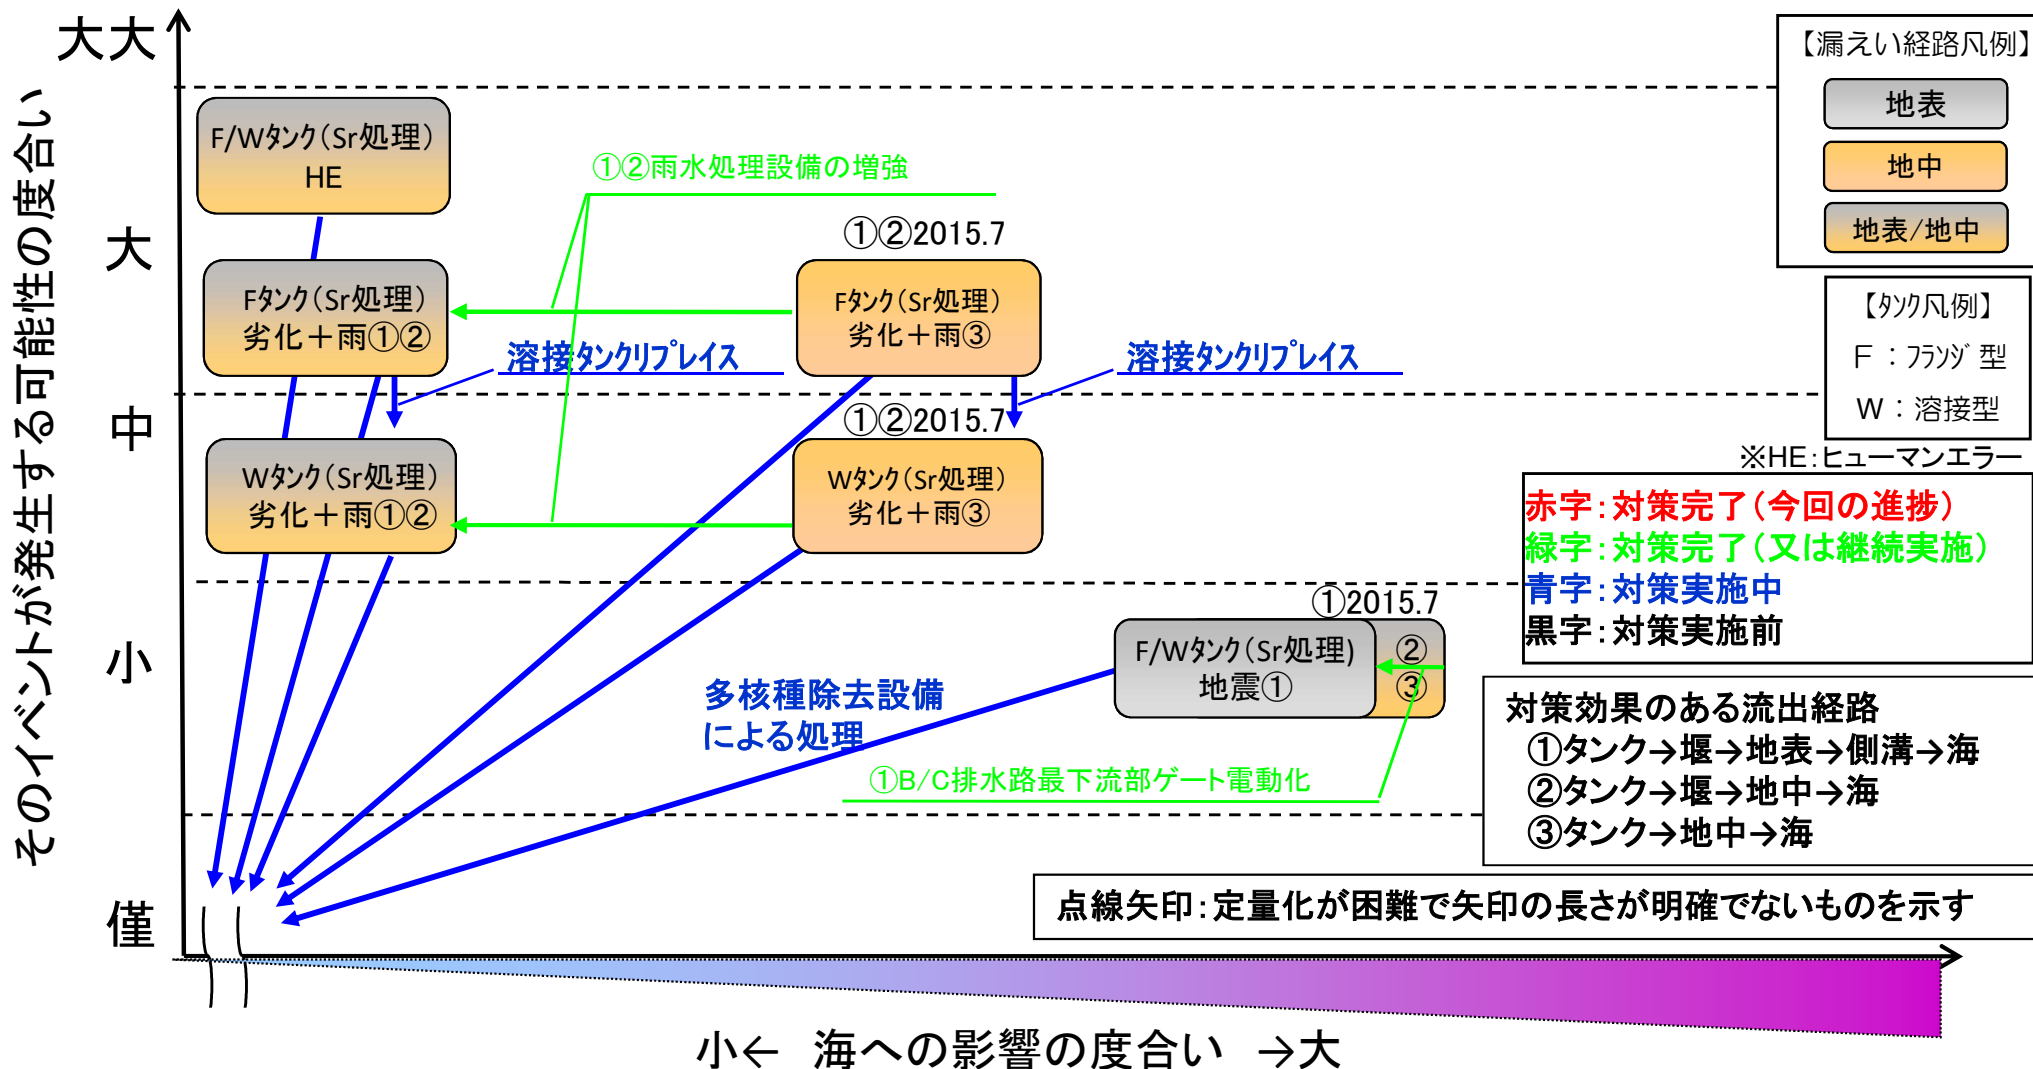 そのイベントが発生する可能性の度合い
大大
大
中
小
僅
F/Wタンク(Sr処理)
HE
①②雨水処理設備の増強
①②2015.7
Fタンク(Sr処理)
劣化+雨①②
Fタンク(Sr処理)
劣化+雨③
溶接タンクリプレイス
溶接タンクリプレイス
①②2015.7
Wタンク(Sr処理)
劣化+雨①②
Wタンク(Sr処理)
劣化+雨③
①2015.7
F/Wタンク(Sr処理)
地震①
②
③
多核種除去設備
による処理
①B/C排水路最下流部ゲート電動化
【漏えい経路凡例】
地表
地中
地表/地中
【タンク凡例】
F:フランジ型
W:溶接型
※HE:ヒューマンエラー
赤字:対策完了(今回の進捗)
緑字:対策完了(又は継続実施)
青字:対策実施中
黒字:対策実施前
対策効果のある流出経路
①タンク→堰→地表→側溝→海
②タンク→堰→地中→海
③タンク→地中→海
点線矢印:定量化が困難で矢印の長さが明確でないものを示す
小← 海への影響の度合い →大